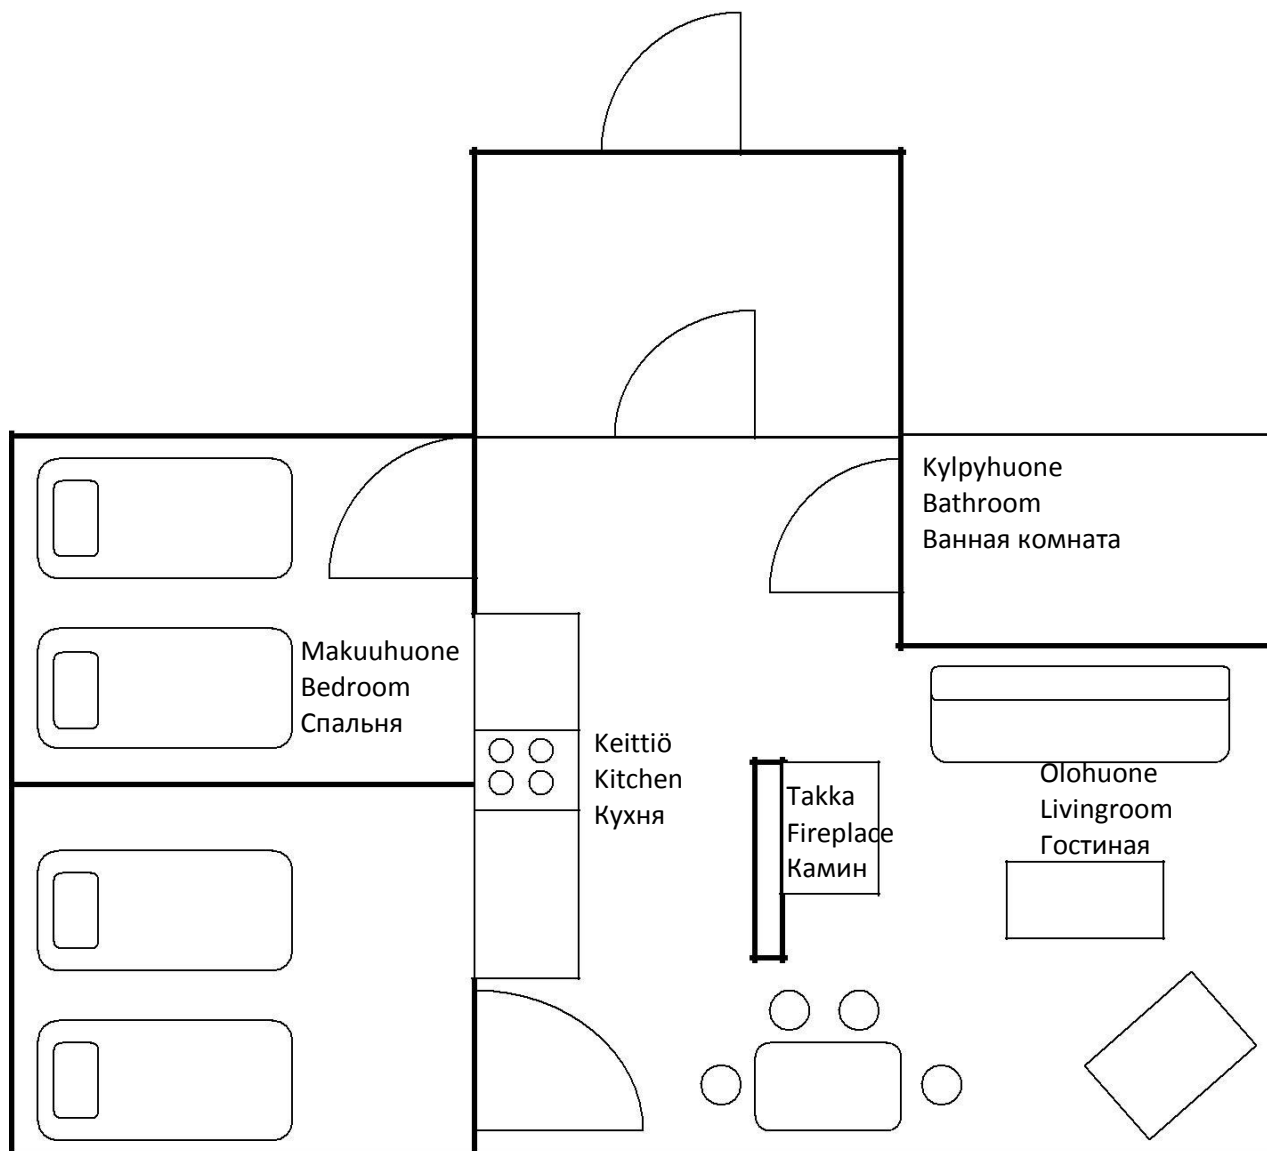 Kylpyhuone
Bathroom
Ванная комната
Makuuhuone
Bedroom
Спальня
Keittiö
Kitchen
Кухня
Takka
Fireplace
Камин
Olohuone
Livingroom
Гостиная